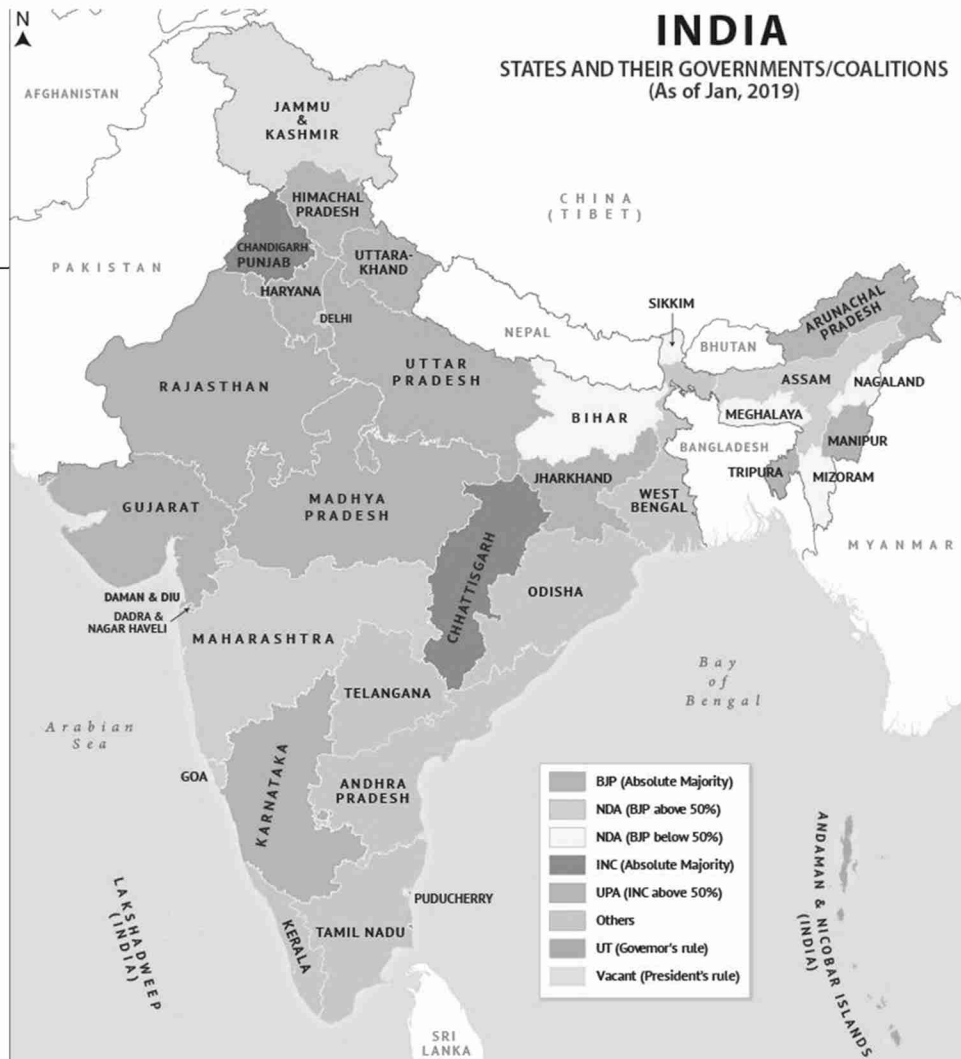 N
INDIA
STATES AND THEIR GOVERNMENTS/COALITIONS
(As of Jan, 2019)
AFGHANISTAN
JAMMU
&
KASHMIR
CHINA
(TIBET)
HIMACHAL
PRADESH
CHANDIGARH
PUNJAB
UTTARA-
KHAND
PAKISTAN
HARYANA
DELHI
SIKKIM
NEPAL
BHUTAN
ARUNACHAL
PRADESH
ASSAM
NAGALAND
RAJASTHAN
UTTAR
PRADESH
BIHAR
MEGHALAYA
BANGLADESH
MANIPUR
TRIPURA
MIZORAM
GUJARAT
MADHYA
PRADESH
JHARKHAND
WEST
BENGAL
MYANMAR
CHHATTISGARH
ODISHA
DAMAN & DIU
DADRA &
NAGAR HAVELI
MAHARASHTRA
TELANGANA
Bay
of
Bengal
Arabian
Sea
GOA
KARNATAKA
ANDHRA
PRADESH
BJP (Absolute Majority)
NDA (BJP above 50%)
NDA (BJP below 50%)
INC (Absolute Majority)
UPA (INC above 50%)
Others
UT (Governor's rule)
Vacant (President's rule)
ANDAMAN & NICOBAR ISLANDS
(INDIA)
LAKSHADWEEP
(INDIA)
PUDUCHERRY
KERALA
TAMIL NADU
SRI
LANKA